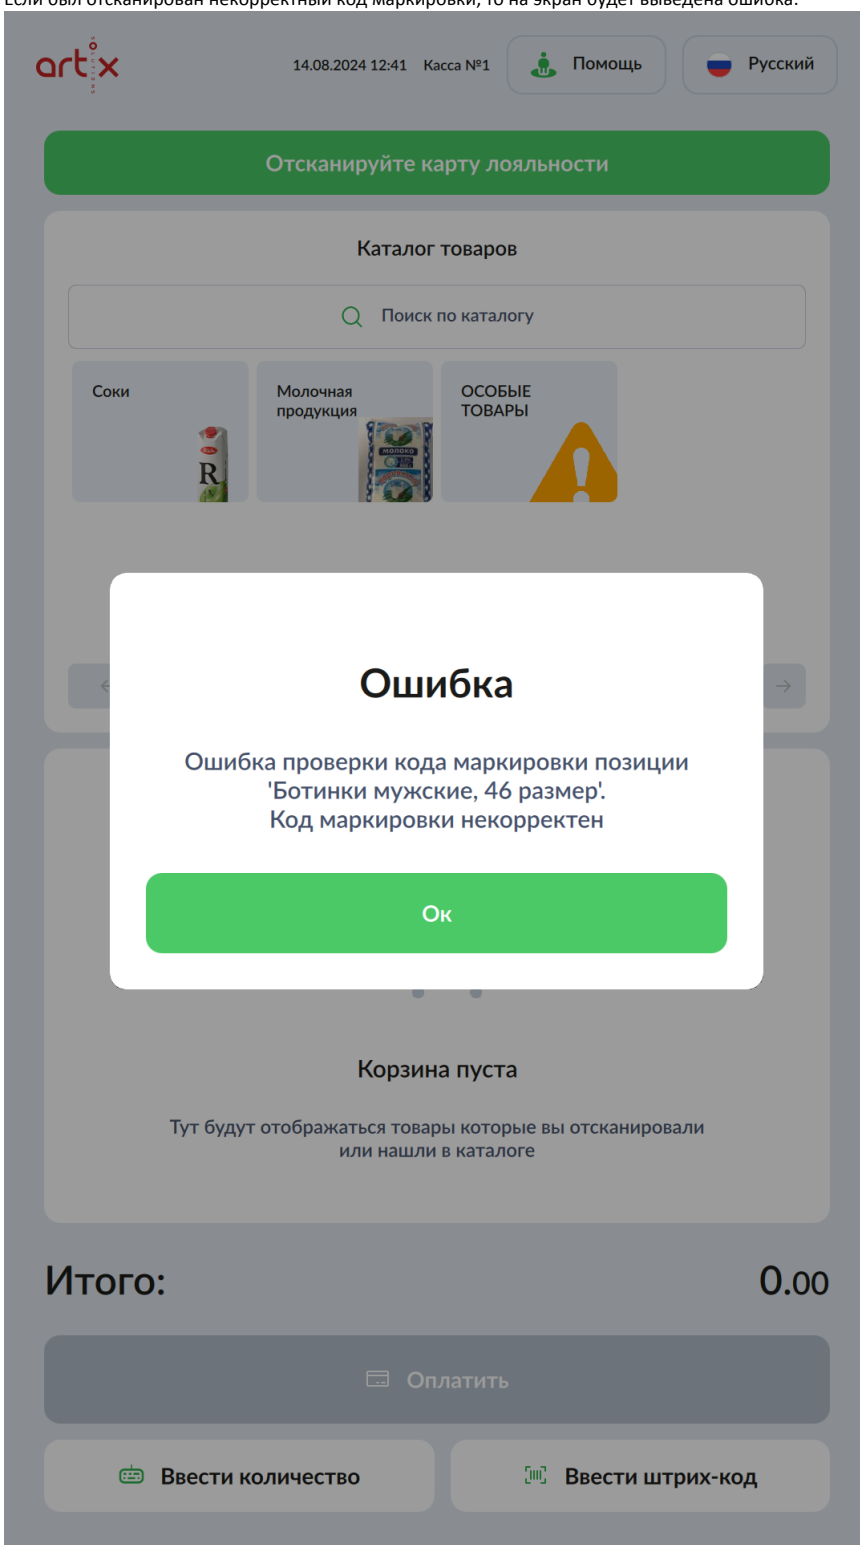 Если был отсканирован некорректный код маркировки, то на экран будет выведена ошибка:
artix
14.08.2024 12:41 Касса №1 Помощь Русский
Отсканируйте карту лояльности
Каталог товаров
Поиск по каталогу
Соки
Молочная
продукция
ОСОБЫЕ
ТОВАРЫ
R
МОЛОКО
Ошибка
Ошибка проверки кода маркировки позиции
'Ботинки мужские, 46 размер'.
Код маркировки некорректен
Ок
Корзина пуста
Тут будут отображаться товары которые вы отсканировали
или нашли в каталоге
Итого: 0.00
Оплатить
Ввести количество
Ввести штрих-код